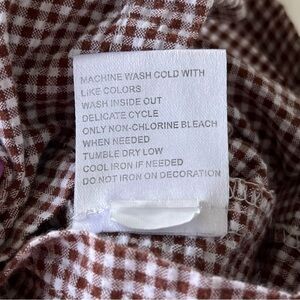 MACHINE WASH COLD WITH
LIKE COLORS
WASH INSIDE OUT
DELICATE CYCLE
ONLY NON-CHLORINE BLEACH
WHEN NEEDED
TUMBLE DRY LOW
COOL IRON IF NEEDED
DO NOT IRON ON DECORATION